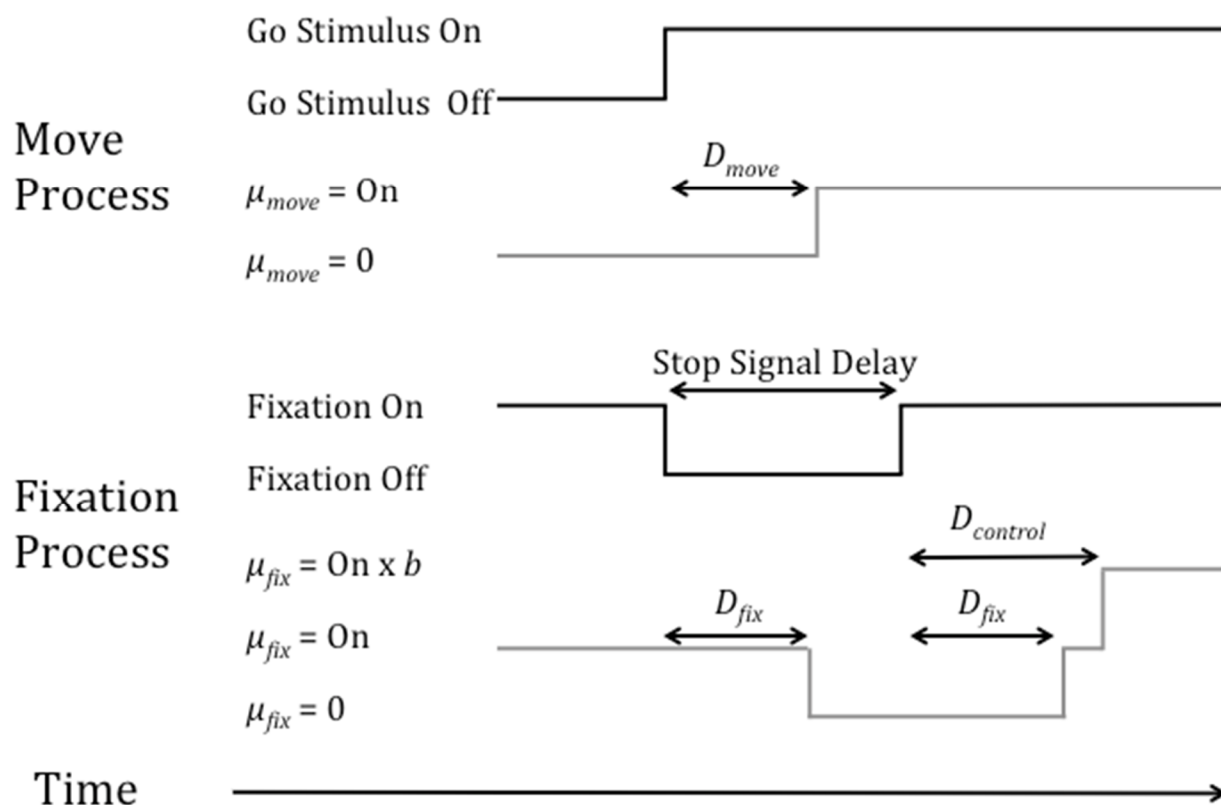 Go Stimulus On
Go Stimulus Off
Move
Process
D_move
μ_move = On
μ_move = 0
Stop Signal Delay
Fixation On
Fixation Off
Fixation
Process
D_control
μ_fix = On x b
D_fix
D_fix
μ_fix = On
μ_fix = 0
Time